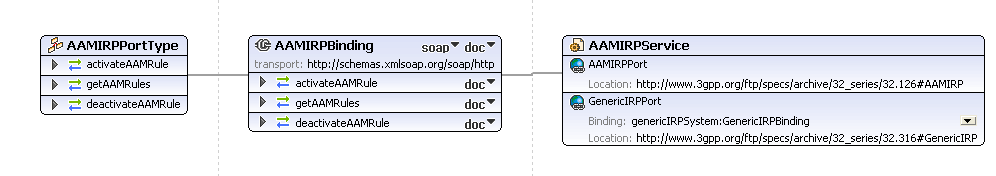 AAMIRPPortType
activateAAMRule
getAAMRules
deactivateAAMRule
AAMIRPBinding soap doc
transport: http://schemas.xmlsoap.org/soap/http
activateAAMRule doc
getAAMRules doc
deactivateAAMRule doc
AAMIRPService
AAMIRPPort
Location: http://www.3gpp.org/ftp/specs/archive/32_series/32.126#AAMIRP
GenericIRPPort
Binding: genericIRPSystem:GenericIRPBinding
Location: http://www.3gpp.org/ftp/specs/archive/32_series/32.316#GenericIRP